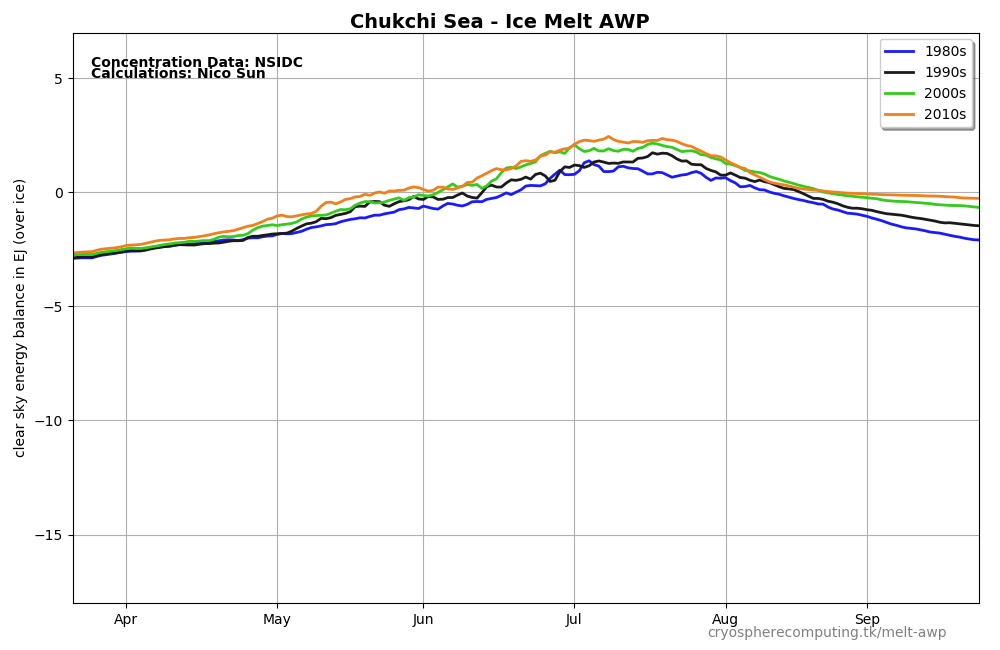 Chukchi Sea - Ice Melt AWP
Concentration Data: NSIDC
Calculations: Nico Sun
1980s
1990s
2000s
2010s
clear sky energy balance in EJ (over ice)
5
0
−5
−10
−15
Apr May Jun Jul Aug Sep
cryospherecomputing.tk/melt-awp